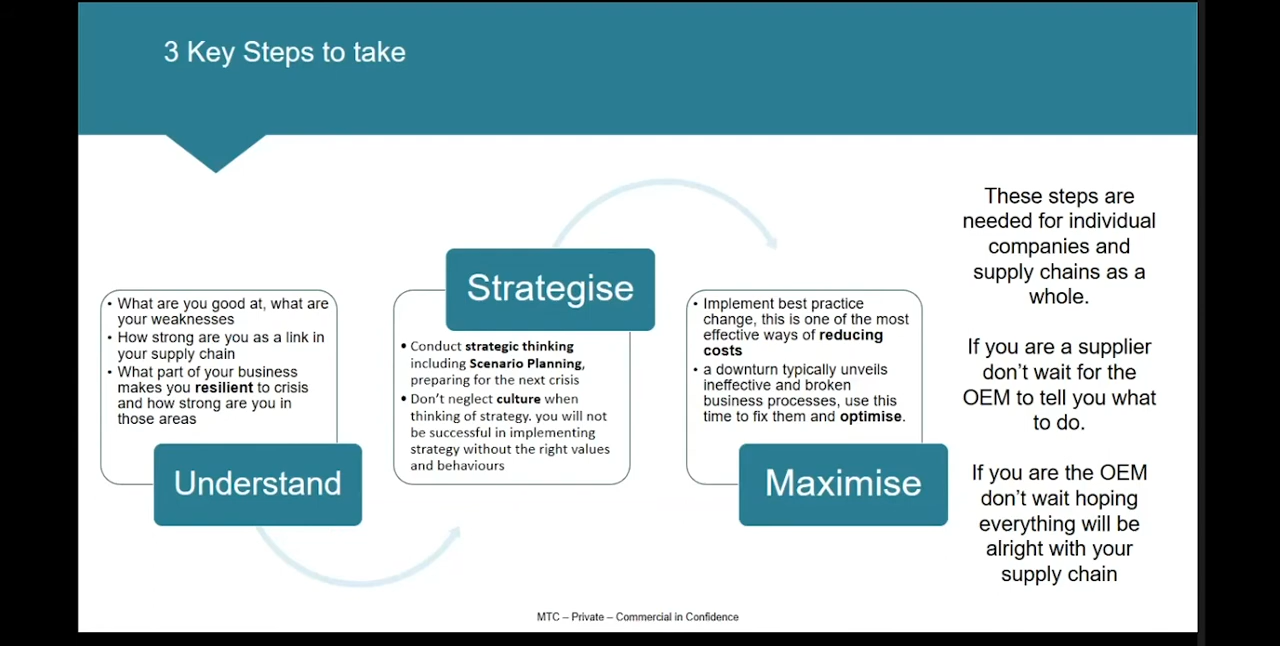 3 Key Steps to take
• What are you good at, what are
your weaknesses
• How strong are you as a link in
your supply chain
• What part of your business
makes you resilient to crisis
and how strong are you in
those areas
Understand
Strategise
• Conduct strategic thinking
including Scenario Planning,
preparing for the next crisis
• Don't neglect culture when
thinking of strategy. you will not
be successful in implementing
strategy without the right values
and behaviours
• Implement best practice
change, this is one of the most
effective ways of reducing
costs
• a downturn typically unveils
ineffective and broken
business processes, use this
time to fix them and optimise.
Maximise
These steps are
needed for individual
companies and
supply chains as a
whole.
If you are a supplier
don't wait for the
OEM to tell you what
to do.
If you are the OEM
don't wait hoping
everything will be
alright with your
supply chain
MTC – Private – Commercial in Confidence